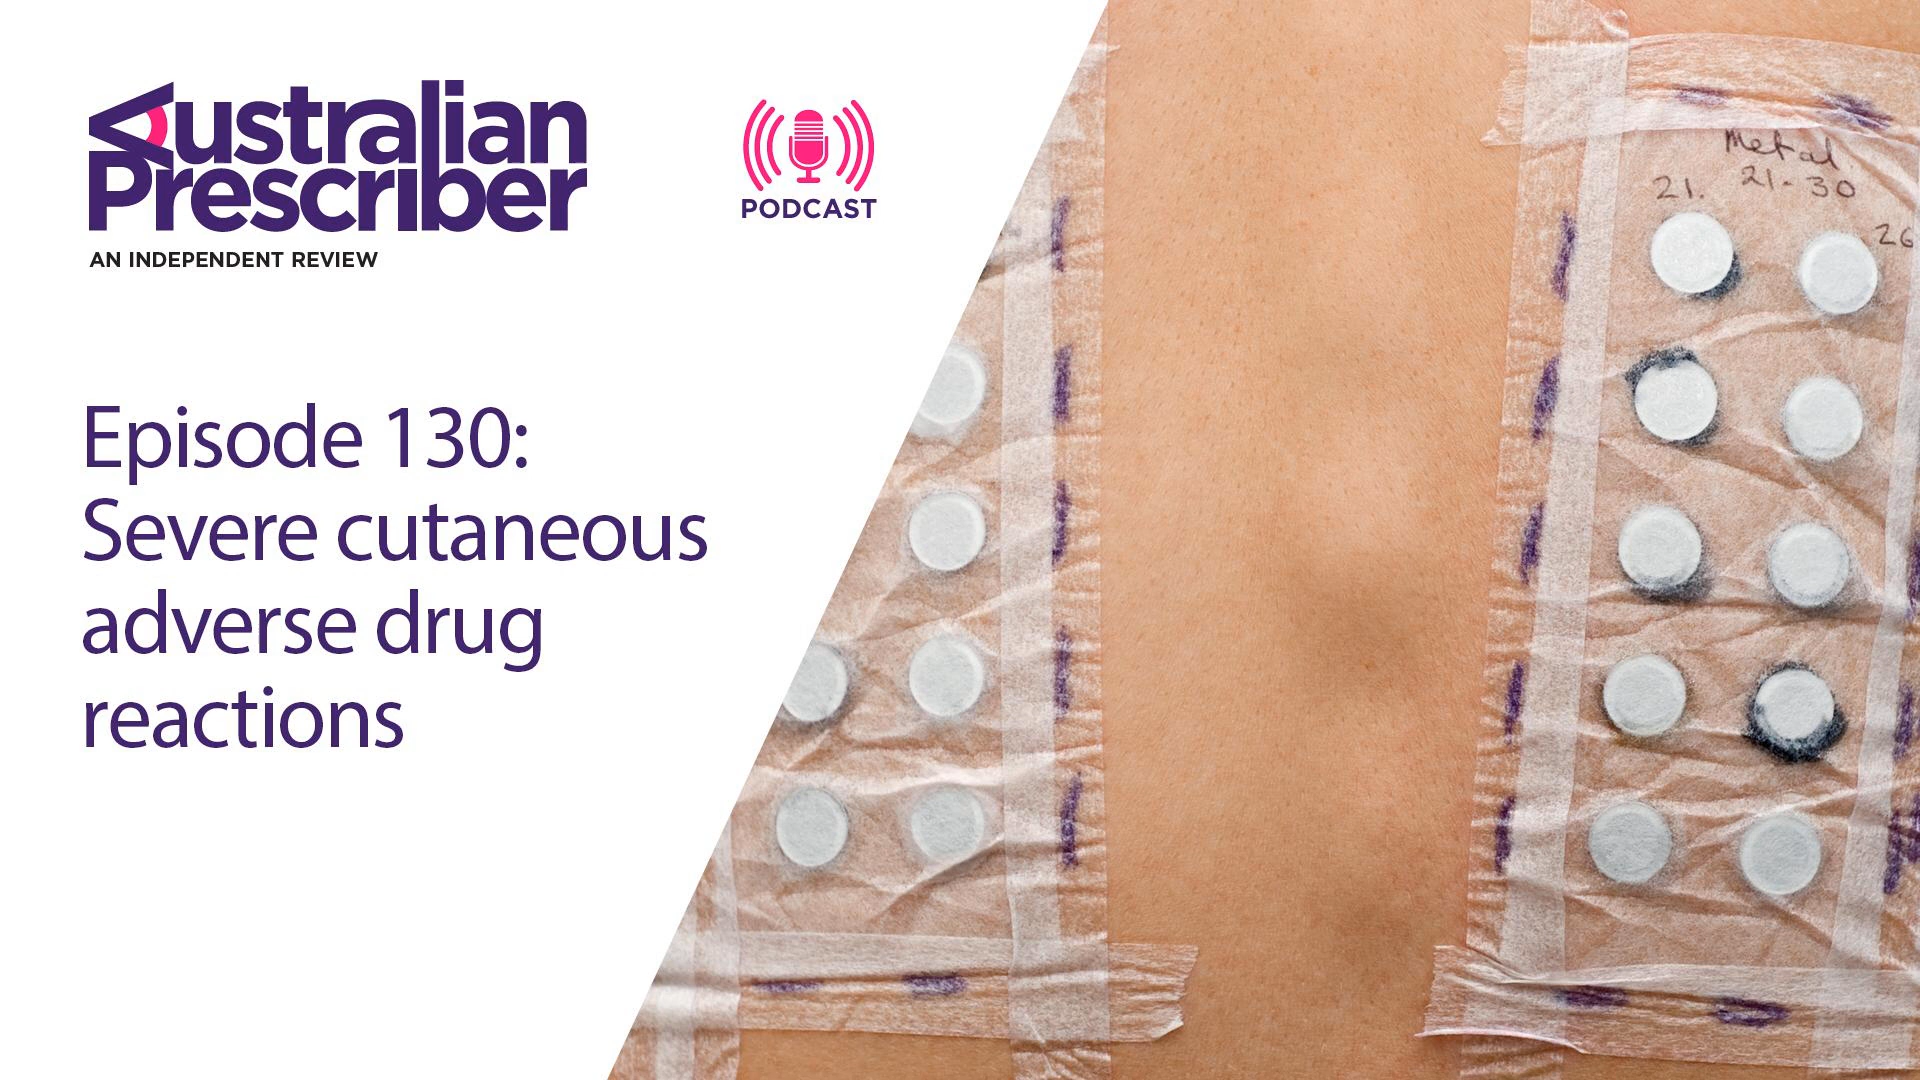 Australian
Prescriber
AN INDEPENDENT REVIEW
PODCAST
Episode 130:
Severe cutaneous
adverse drug
reactions
Metal.
21. 21-30
26